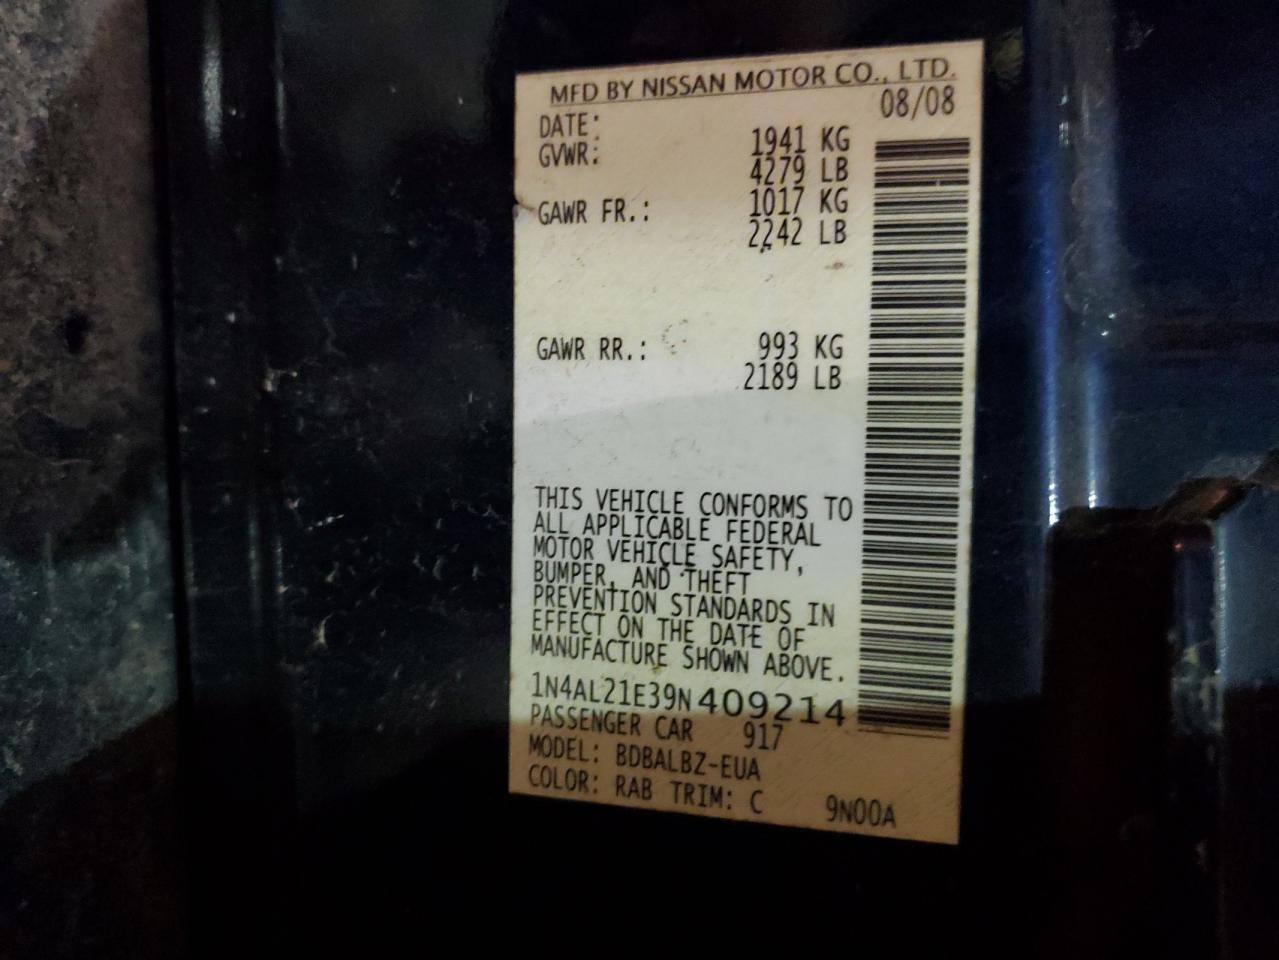 MFD BY NISSAN MOTOR CO., LTD.
DATE: 08/08
GVWR: 1941 KG
4279 LB
GAWR FR.: 1017 KG
2242 LB
GAWR RR.: 993 KG
2189 LB
THIS VEHICLE CONFORMS TO
ALL APPLICABLE FEDERAL
MOTOR VEHICLE SAFETY,
BUMPER, AND THEFT
PREVENTION STANDARDS IN
EFFECT ON THE DATE OF
MANUFACTURE SHOWN ABOVE.
1N4AL21E39N409214
PASSENGER CAR 917
MODEL: BDBALBZ-EUA
COLOR: RAB TRIM: C 9N00A